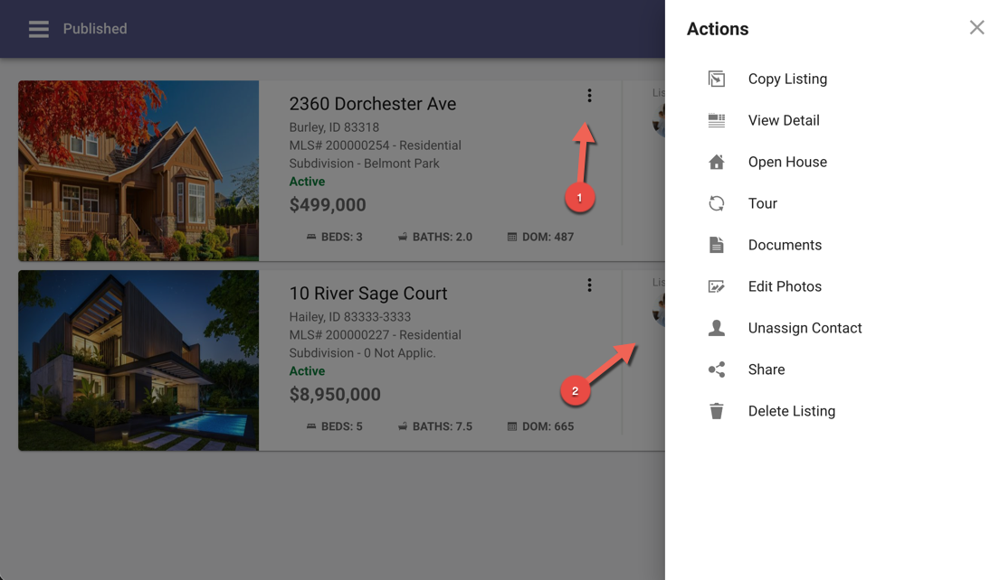 Published
2360 Dorchester Ave
Burley, ID 83318
MLS# 200000254 - Residential
Subdivision - Belmont Park
Active
$499,000
BEDS: 3 BATHS: 2.0 DOM: 487
1
10 River Sage Court
Hailey, ID 83333-3333
MLS# 200000227 - Residential
Subdivision - 0 Not Applic.
Active
$8,950,000
BEDS: 5 BATHS: 7.5 DOM: 665
2
Actions
Copy Listing
View Detail
Open House
Tour
Documents
Edit Photos
Unassign Contact
Share
Delete Listing